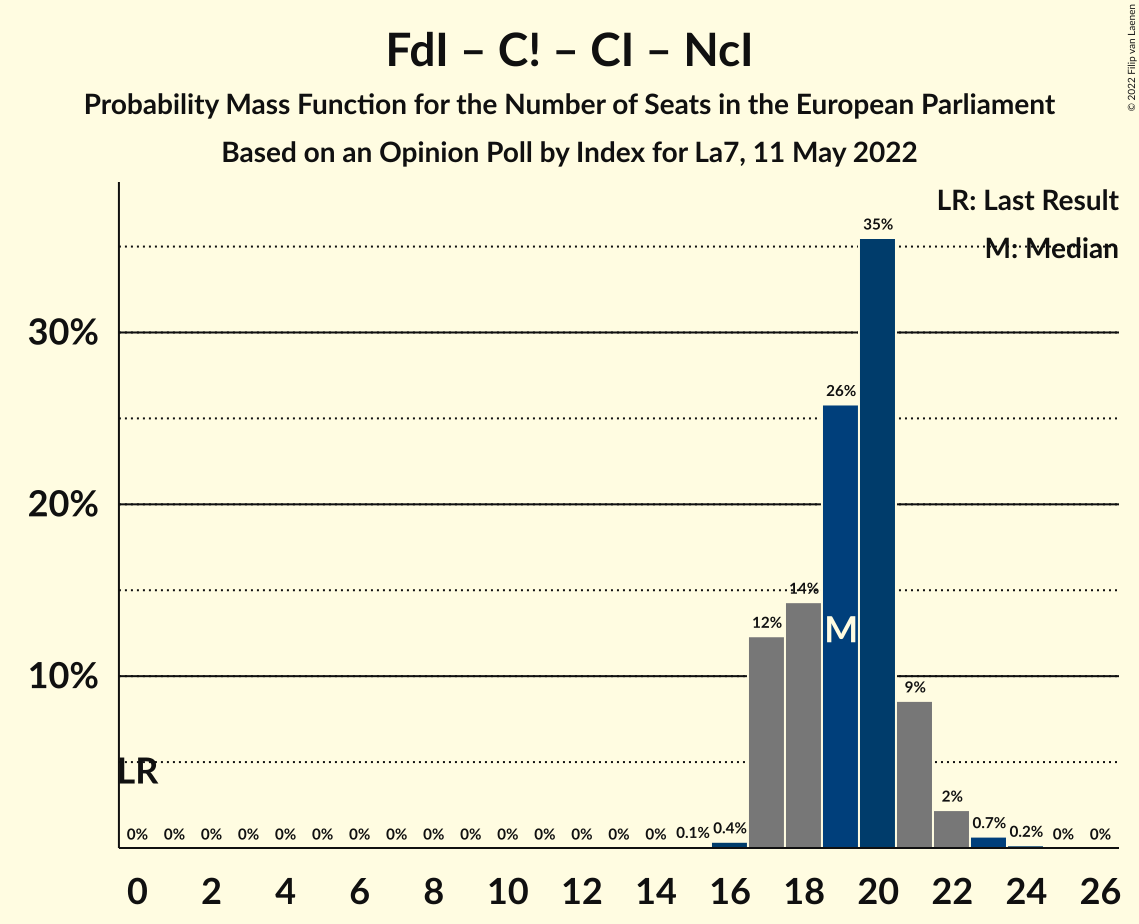 FdI – C! – CI – NcI
Probability Mass Function for the Number of Seats in the European Parliament
Based on an Opinion Poll by Index for La7, 11 May 2022
© 2022 Filip van Laenen
LR: Last Result
M: Median
35%
30%
26%
20%
14%
M
12%
10%
9%
LR
2%
0% 0% 0% 0% 0% 0% 0% 0% 0% 0% 0% 0% 0% 0% 0% 0.1% 0.4% 0.7% 0.2% 0% 0%
0 2 4 6 8 10 12 14 16 18 20 22 24 26